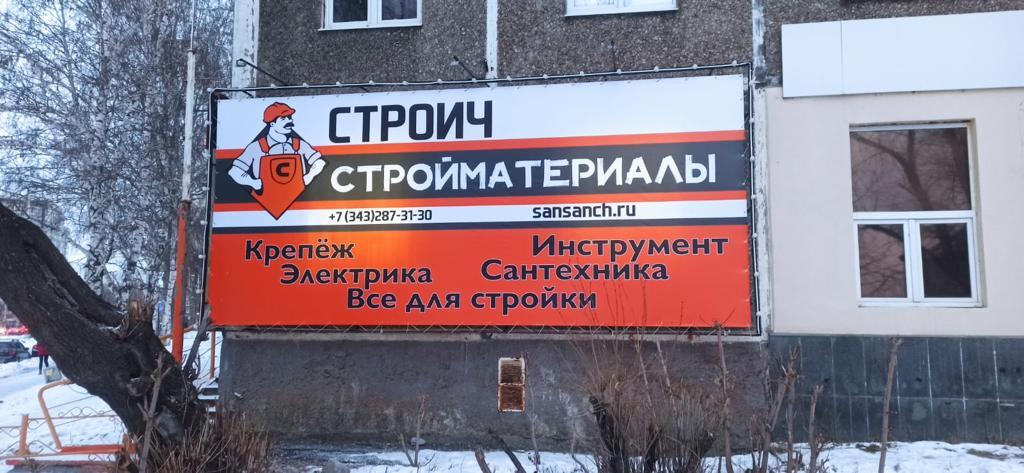 СТРОИЧ
СТРОЙМАТЕРИАЛЫ
С
+7 (343)287-31-30 sansanch.ru
Крепёж Инструмент
Электрика Сантехника
Все для стройки